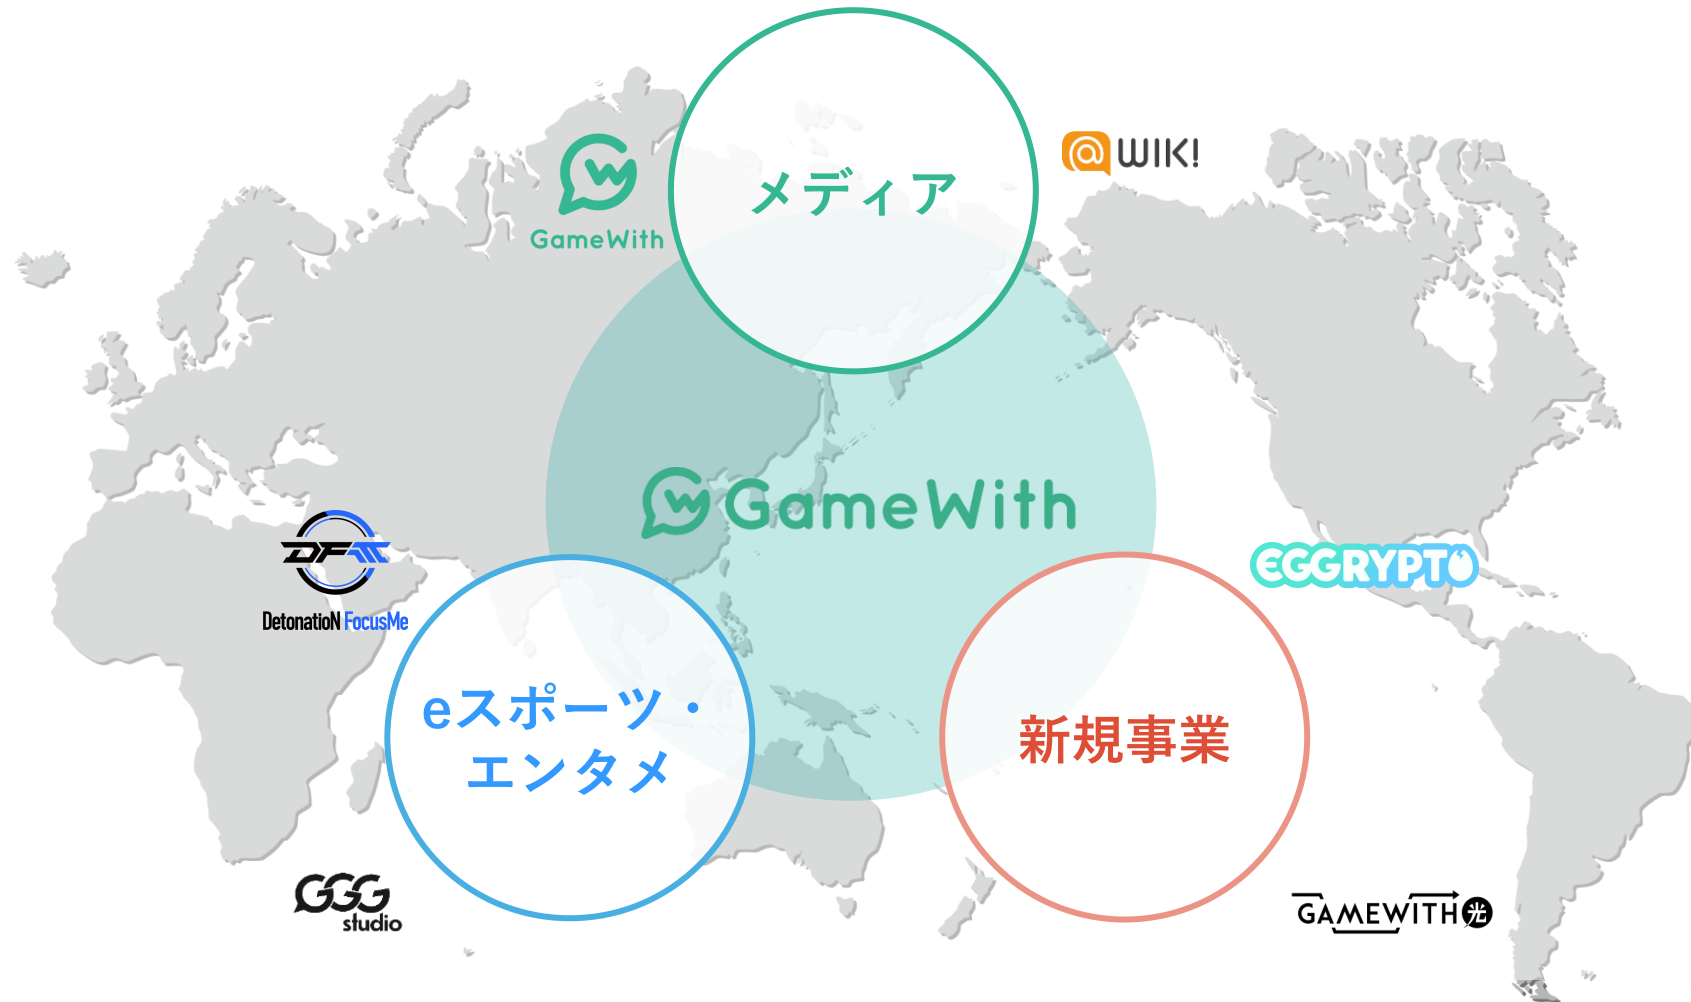 メディア
GameWith
@WIKI
GameWith
DFM
DetonatioN FocusMe
EGGRYPTO
eスポーツ・
エンタメ
新規事業
GGG
studio
GAMEWITH光